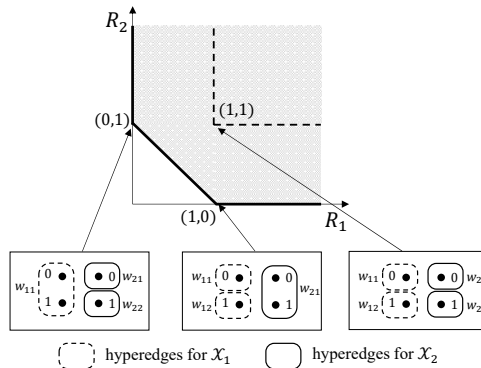 R₂
(1,1)
(0,1)
(1,0)
R₁
w₁₁ 0 1 0 1 w₂₁ w₂₂
w₁₁ w₁₂ 0 1 0 1 w₂₁
w₁₁ w₁₂ 0 1 0 1 w₂ w₂
hyperedges for 𝒳₁ hyperedges for 𝒳₂